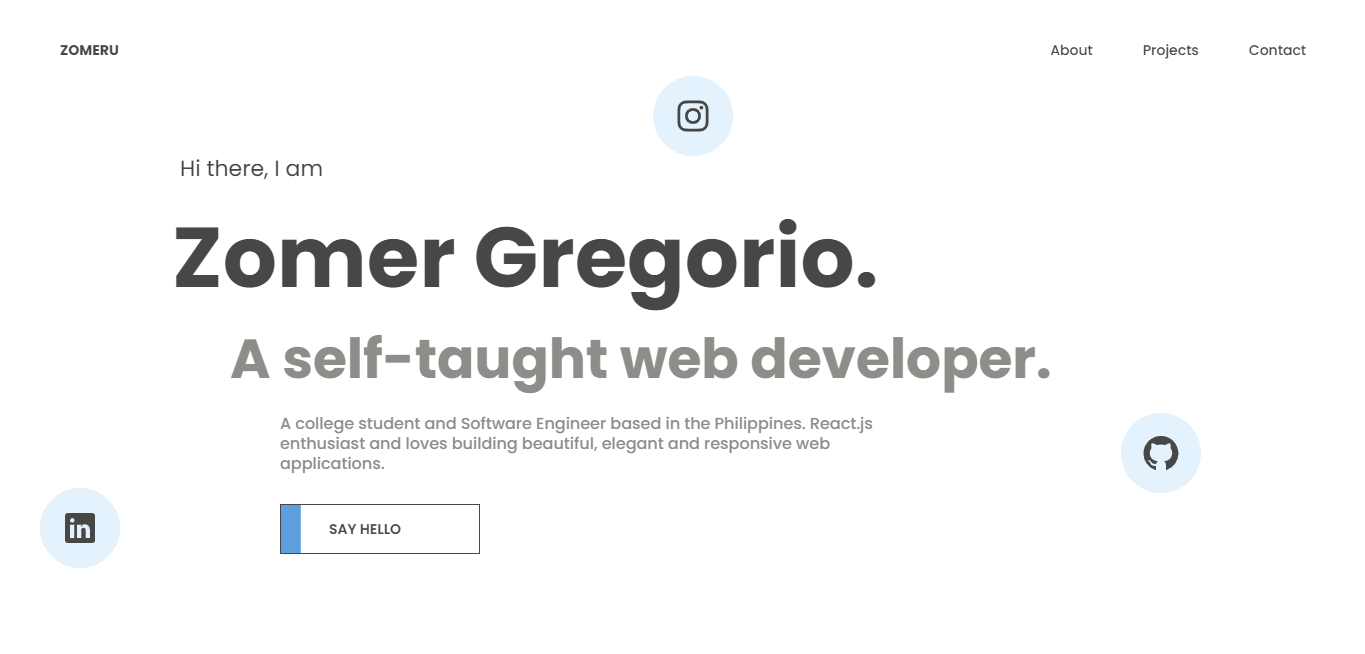 ZOMERU
About
Projects
Contact
Hi there, I am
Zomer Gregorio.
A self-taught web developer.
A college student and Software Engineer based in the Philippines. React.js
enthusiast and loves building beautiful, elegant and responsive web
applications.
in
SAY HELLO